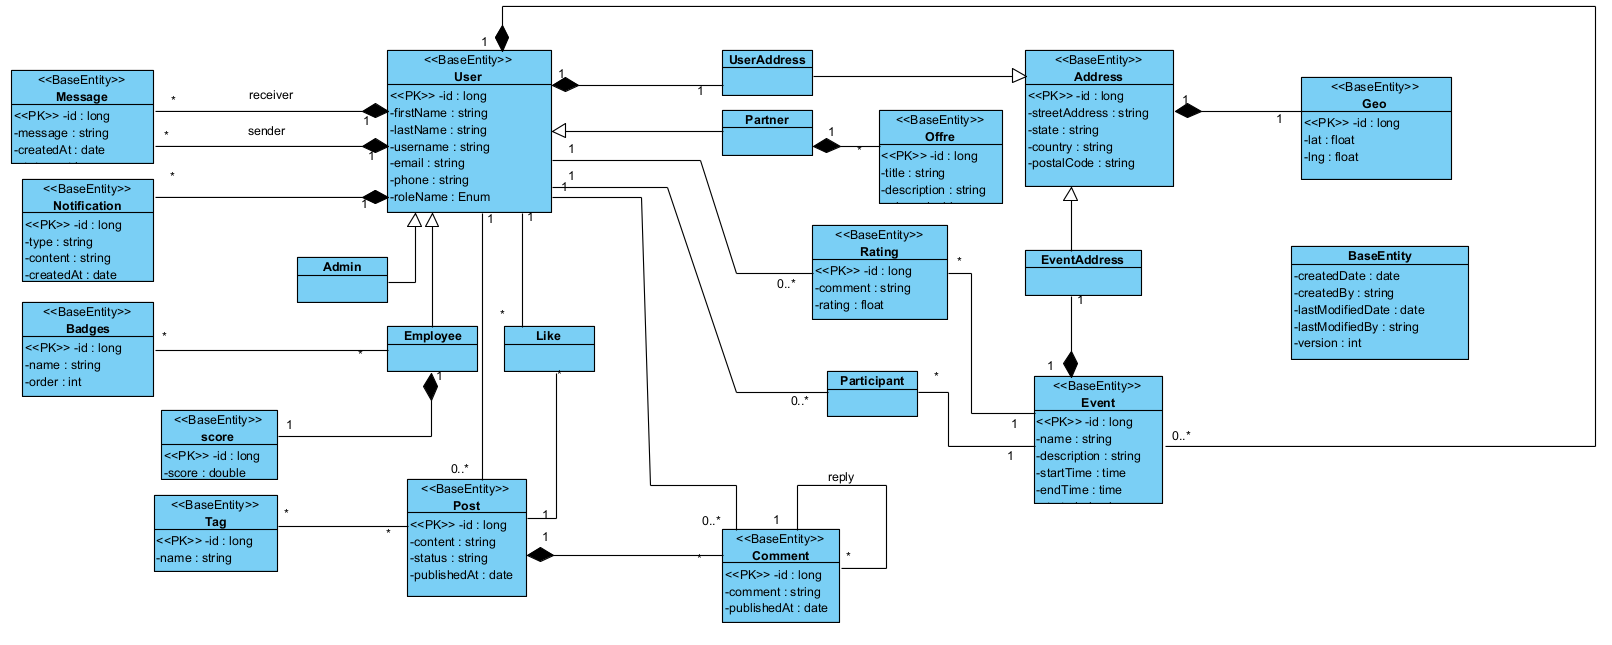 1
<<BaseEntity>>
User
<<PK>> -id : long
-firstName : string
-lastName : string
-username : string
-email : string
-phone : string
-roleName : Enum
<<BaseEntity>>
Message
<<PK>> -id : long
-message : string
-createdAt : date
*
receiver
1
*
sender
1
<<BaseEntity>>
Notification
<<PK>> -id : long
-type : string
-content : string
-createdAt : date
*
1
<<BaseEntity>>
Badges
<<PK>> -id : long
-name : string
-order : int
*
*
Admin
Employee
1
<<BaseEntity>>
score
<<PK>> -id : long
-score : double
1
<<BaseEntity>>
Tag
<<PK>> -id : long
-name : string
*
*
1
0..*
<<BaseEntity>>
Post
<<PK>> -id : long
-content : string
-status : string
-publishedAt : date
1
*
Like
*
1
1
*
1
1
UserAddress
Partner
1
*
<<BaseEntity>>
Offre
<<PK>> -id : long
-title : string
-description : string
1
0..*
<<BaseEntity>>
Rating
<<PK>> -id : long
-comment : string
-rating : float
*
1
1
0..*
Participant
*
1
1
0..*
<<BaseEntity>>
Comment
<<PK>> -id : long
-comment : string
-publishedAt : date
reply
1
*
<<BaseEntity>>
Address
<<PK>> -id : long
-streetAddress : string
-state : string
-country : string
-postalCode : string
1
1
<<BaseEntity>>
Geo
<<PK>> -id : long
-lat : float
-lng : float
EventAddress
1
1
<<BaseEntity>>
Event
<<PK>> -id : long
-name : string
-description : string
-startTime : time
-endTime : time
0..*
BaseEntity
-createdDate : date
-createdBy : string
-lastModifiedDate : date
-lastModifiedBy : string
-version : int